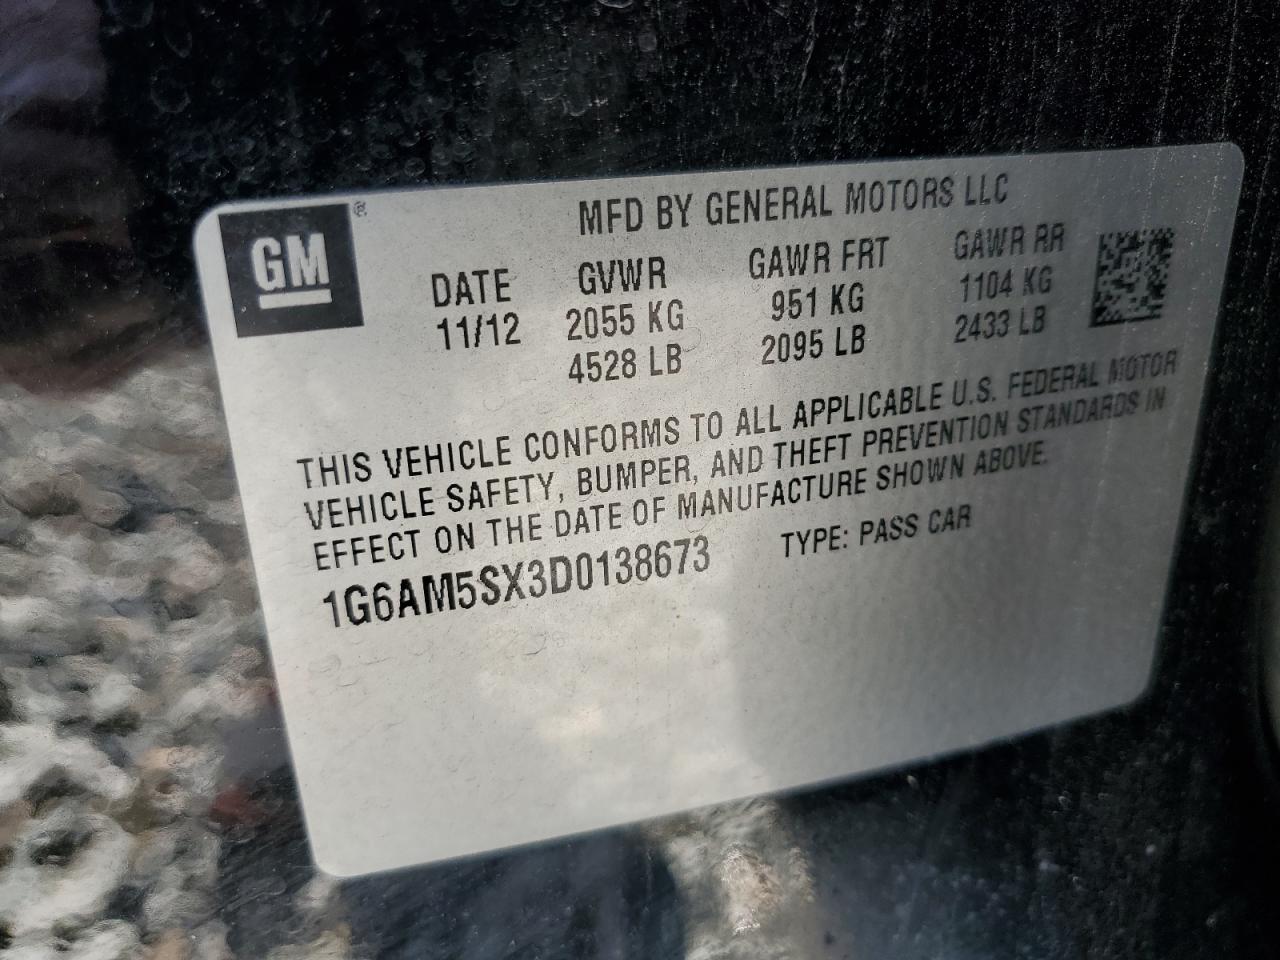 GM ®
MFD BY GENERAL MOTORS LLC
DATE GVWR GAWR FRT GAWR RR
11/12 2055 KG 951 KG 1104 KG
4528 LB 2095 LB 2433 LB
THIS VEHICLE CONFORMS TO ALL APPLICABLE U.S. FEDERAL MOTOR
VEHICLE SAFETY, BUMPER, AND THEFT PREVENTION STANDARDS IN
EFFECT ON THE DATE OF MANUFACTURE SHOWN ABOVE.
1G6AM5SX3D0138673 TYPE: PASS CAR